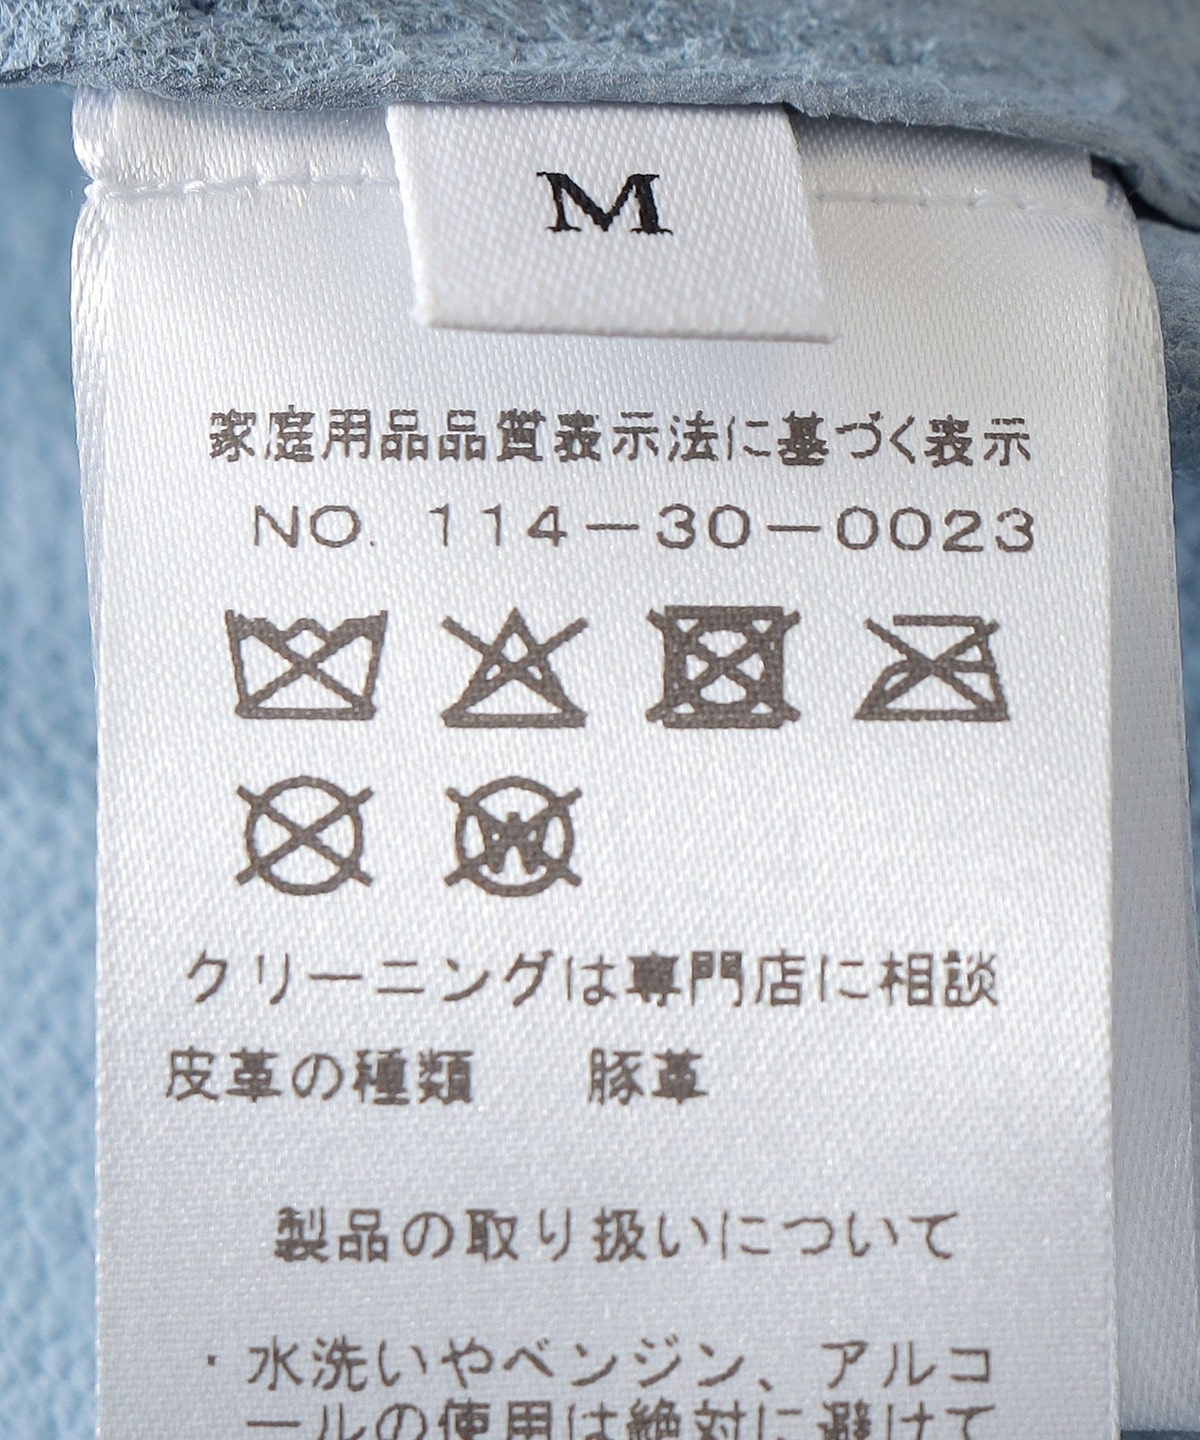 M
家庭用品品質表示法に基づく表示
NO. 114-30-0023
W
クリーニングは専門店に相談
皮革の種類　豚革
製品の取り扱いについて
・水洗いやベンジン、アルコ
ールの使用は絶対に避けて